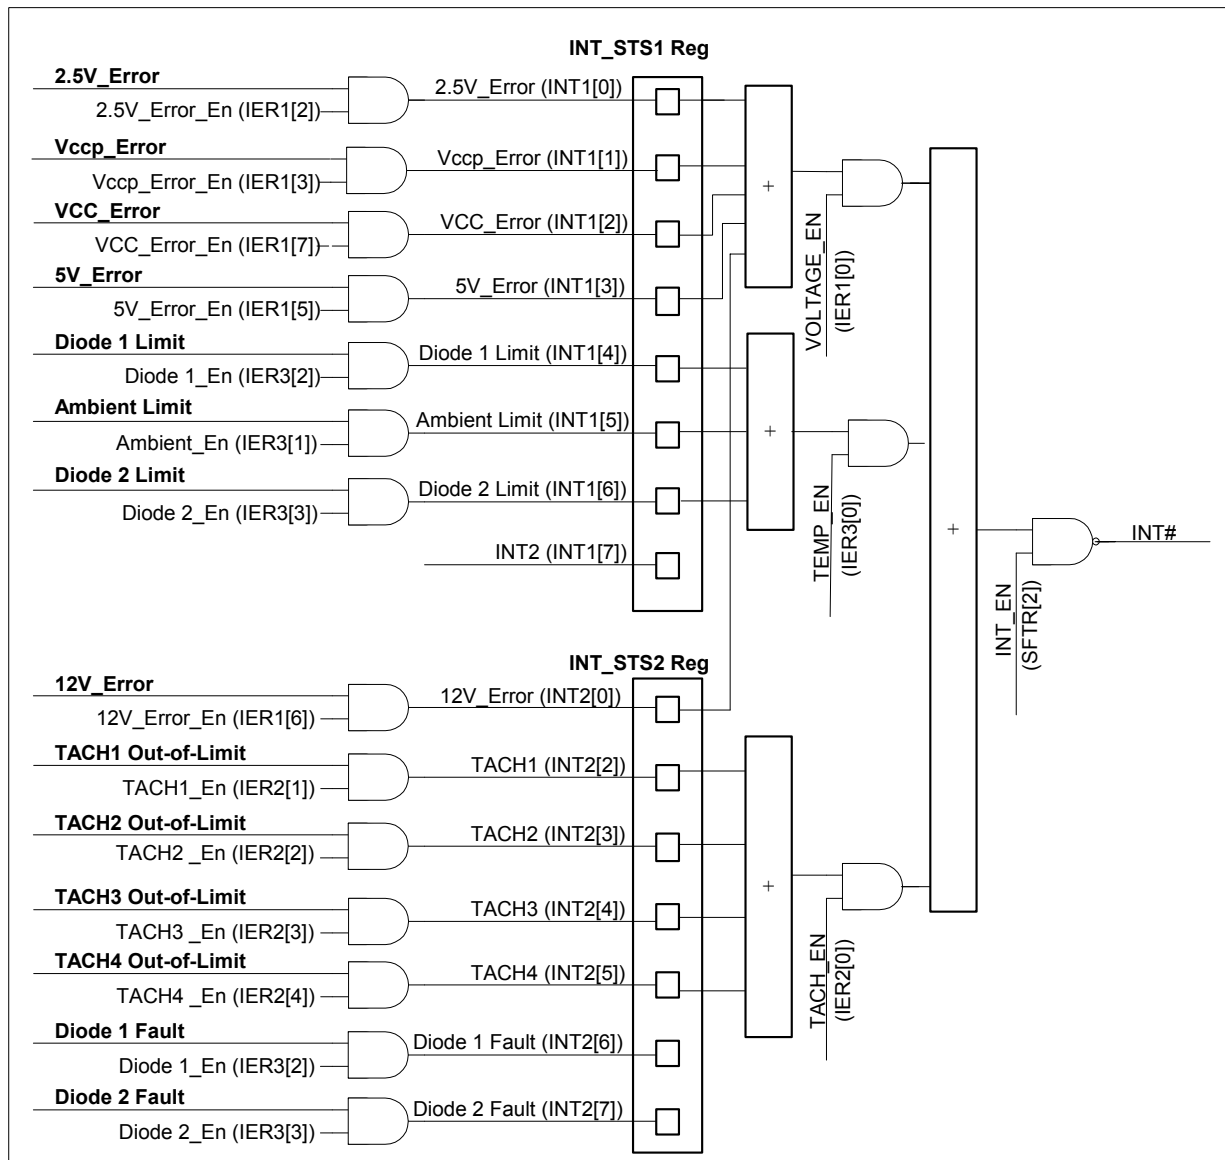 INT_STS1 Reg
2.5V_Error
2.5V_Error_En (IER1[2])
2.5V_Error (INT1[0])
Vccp_Error
Vccp_Error_En (IER1[3])
Vccp_Error (INT1[1])
VCC_Error
VCC_Error_En (IER1[7])
VCC_Error (INT1[2])
5V_Error
5V_Error_En (IER1[5])
5V_Error (INT1[3])
Diode 1 Limit
Diode 1_En (IER3[2])
Diode 1 Limit (INT1[4])
Ambient Limit
Ambient_En (IER3[1])
Ambient Limit (INT1[5])
Diode 2 Limit
Diode 2_En (IER3[3])
Diode 2 Limit (INT1[6])
INT2 (INT1[7])
+
VOLTAGE_EN
(IER1[0])
+
TEMP_EN
(IER3[0])
+
INT_EN
(SFTR[2])
INT#
INT_STS2 Reg
12V_Error
12V_Error_En (IER1[6])
12V_Error (INT2[0])
TACH1 Out-of-Limit
TACH1_En (IER2[1])
TACH1 (INT2[2])
TACH2 Out-of-Limit
TACH2 _En (IER2[2])
TACH2 (INT2[3])
TACH3 Out-of-Limit
TACH3 _En (IER2[3])
TACH3 (INT2[4])
TACH4 Out-of-Limit
TACH4 _En (IER2[4])
TACH4 (INT2[5])
Diode 1 Fault
Diode 1_En (IER3[2])
Diode 1 Fault (INT2[6])
Diode 2 Fault
Diode 2_En (IER3[3])
Diode 2 Fault (INT2[7])
+
TACH_EN
(IER2[0])